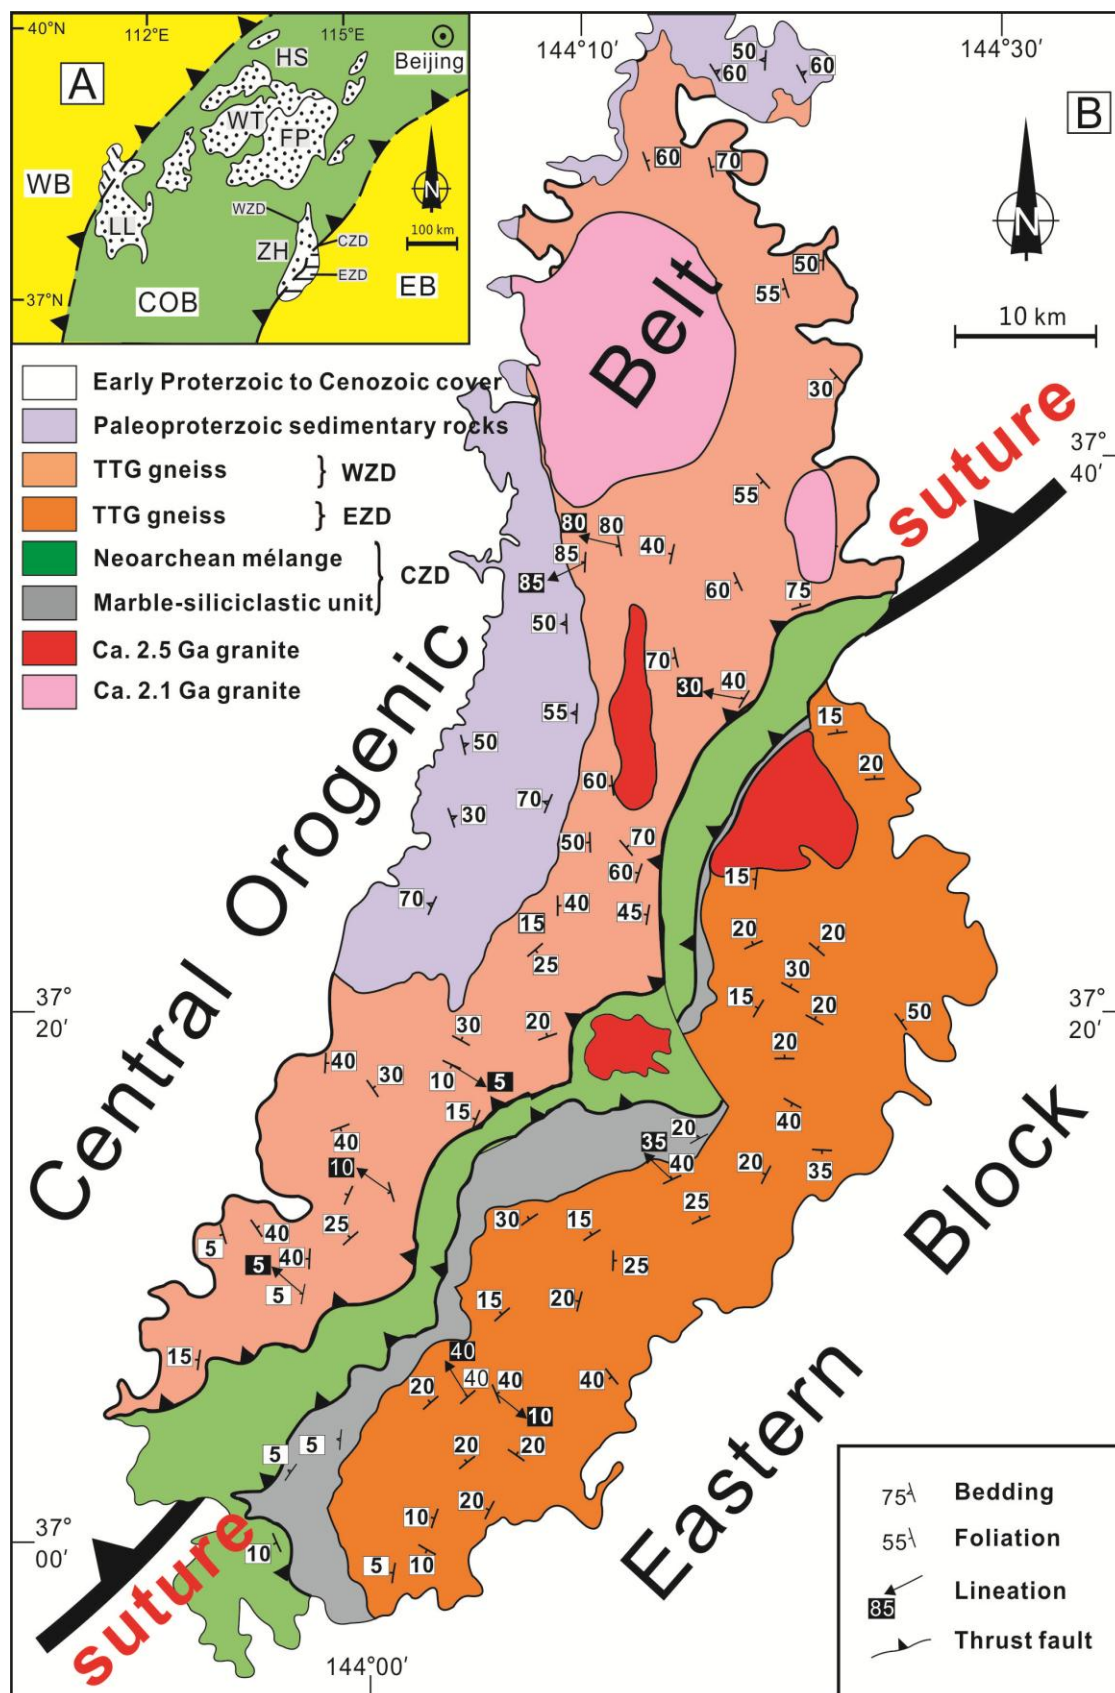 40°N
112°E
115°E
A
HS
Beijing
WT
FP
WB
N
LL
WZD
100 km
CZD
ZH
EZD
37°N
COB
EB
144°10′
144°30′
B
N
10 km
Early Proterzoic to Cenozoic cover
Paleoproterzoic sedimentary rocks
TTG gneiss } WZD
TTG gneiss } EZD
Neoarchean mélange
Marble-siliciclastic unit
} CZD
Ca. 2.5 Ga granite
Ca. 2.1 Ga granite
Central Orogenic Belt
Eastern Block
suture
suture
37°
40′
37°
20′
37°
20′
37°
00′
144°00′
50
60
60
60
70
50
55
30
55
80
80
40
85
85
60
75
50
70
30
40
55
50
15
20
60
70
30
50
70
60
15
70
40
45
15
25
20
20
30
15
20
50
20
30
20
40
30
10
5
15
40
20
35
40
20
35
40
10
25
30
15
25
5
40
25
40
5
5
15
20
15
40
40
40
10
20
40
20
20
5
5
10
20
10
5
10
75 Bedding
55 Foliation
85 Lineation
Thrust fault